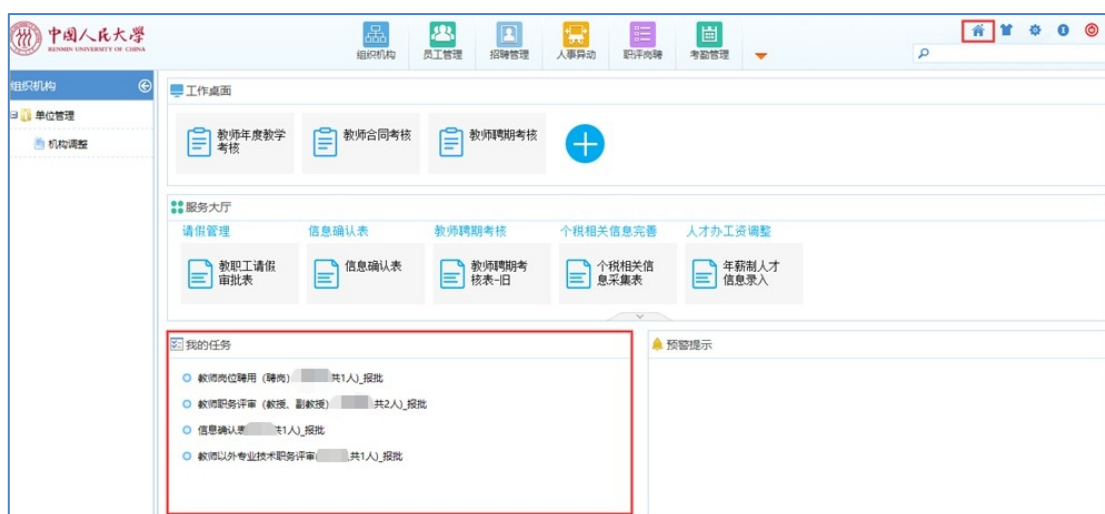 中国人民大學
RENMIN UNIVERSITY OF CHINA
组织机构
员工管理
招聘管理
人事异动
职评岗聘
考勤管理
组织机构
单位管理
机构调整
工作桌面
教师年度教学
考核
教师合同考核
教师聘期考核
服务大厅
请假管理
信息确认表
教师聘期考核
个税相关信息完善
人才办工资调整
教职工请假
审批表
信息确认表
教师聘期考
核表-旧
个税相关信
息采集表
年薪制人才
信息录入
我的任务
教师岗位聘用（聘岗） 共1人)_报批
教师职务评审（教授、副教授） 共2人)_报批
信息确认表 共1人)_报批
教师以外专业技术职务评审( ,共1人)_报批
预警提示